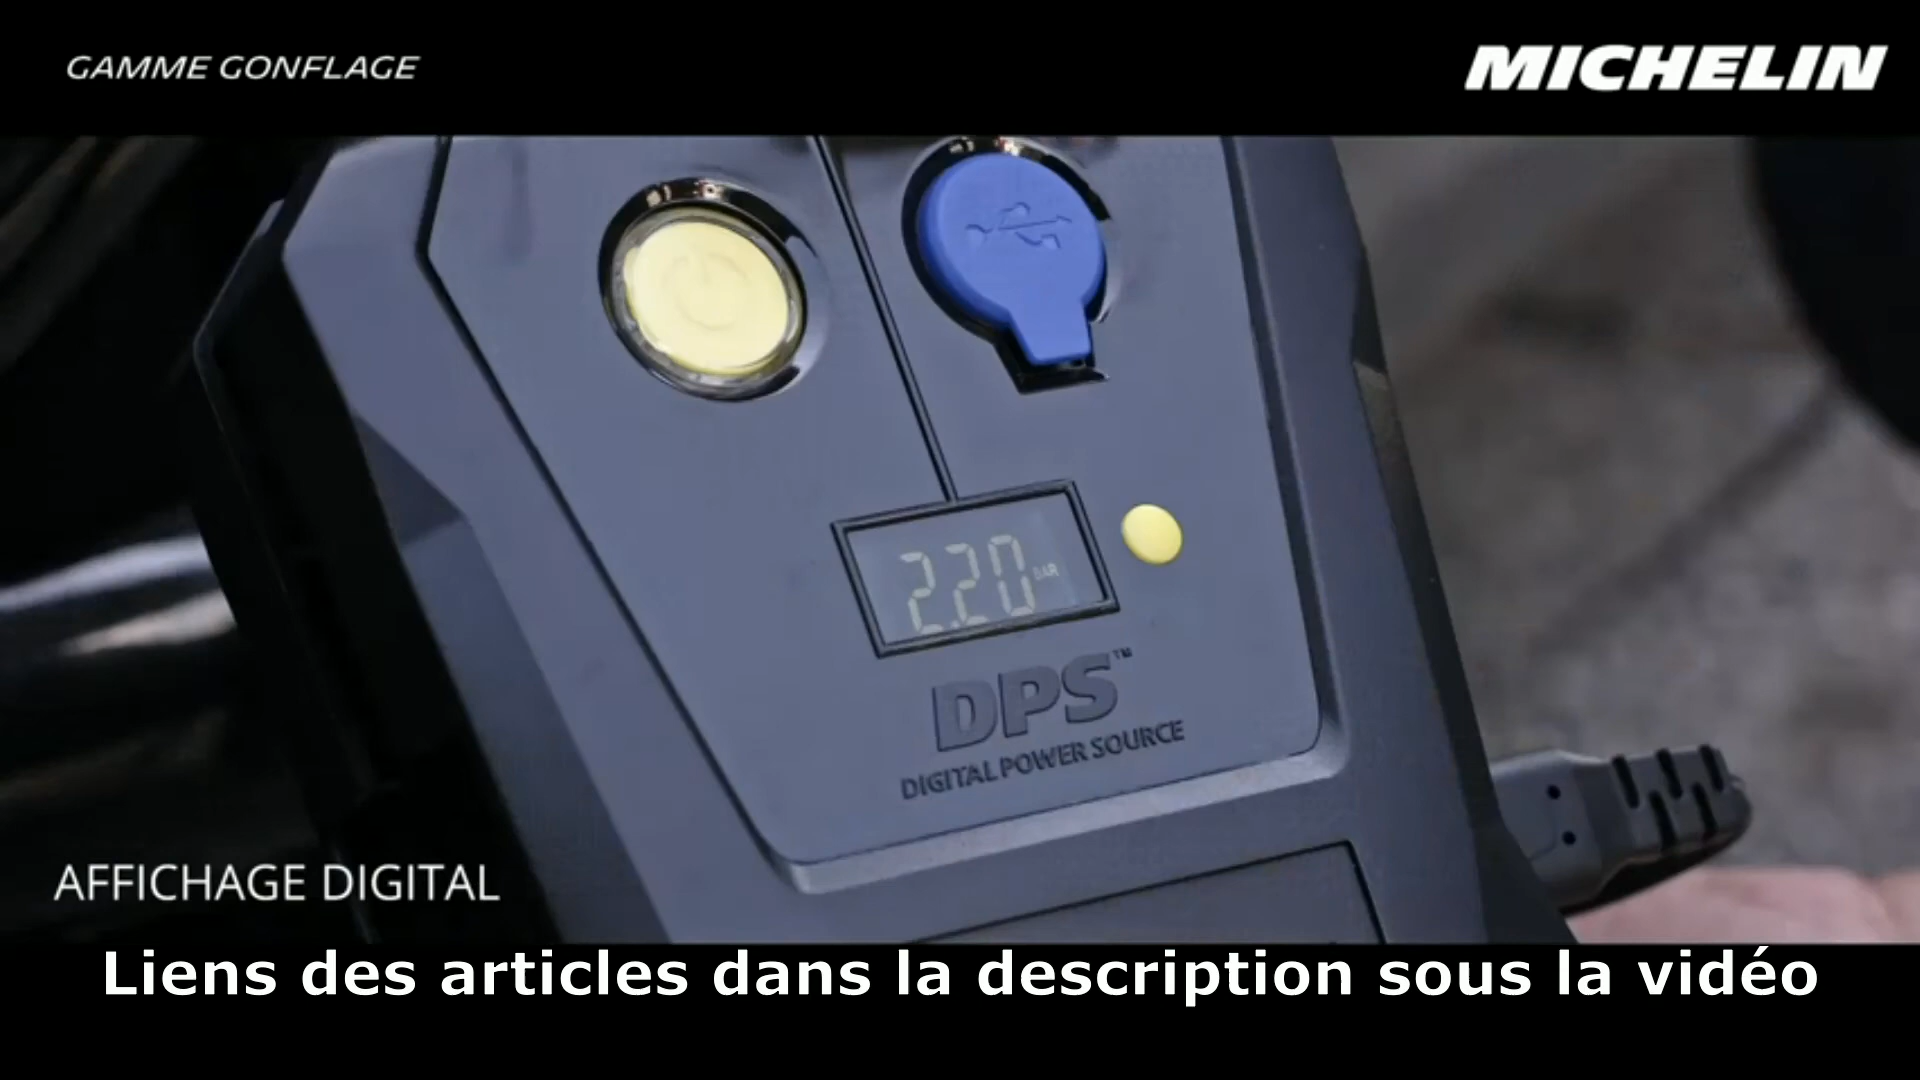 GAMME GONFLAGE
MICHELIN
2.20 BAR
DPS™
DIGITAL POWER SOURCE
AFFICHAGE DIGITAL
Liens des articles dans la description sous la vidéo